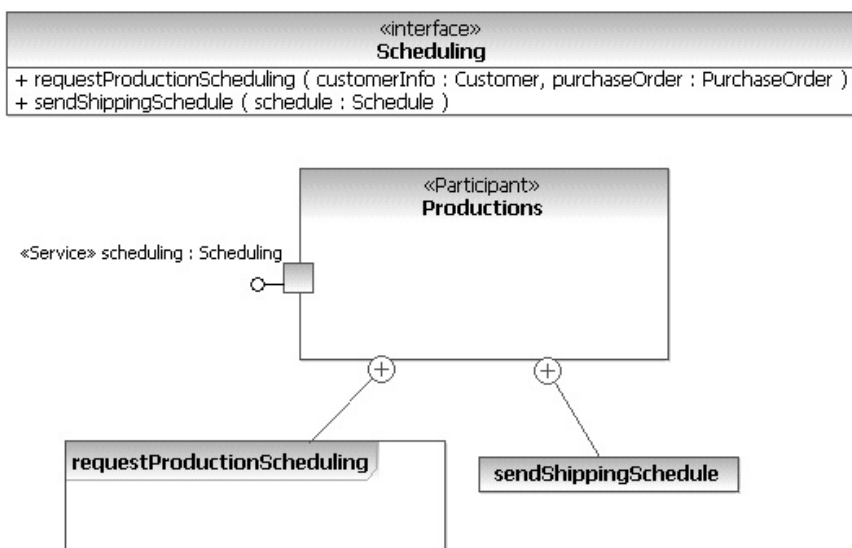 «interface»
Scheduling
+ requestProductionScheduling ( customerInfo : Customer, purchaseOrder : PurchaseOrder )
+ sendShippingSchedule ( schedule : Schedule )
«Participant»
Productions
«Service» scheduling : Scheduling
requestProductionScheduling
sendShippingSchedule